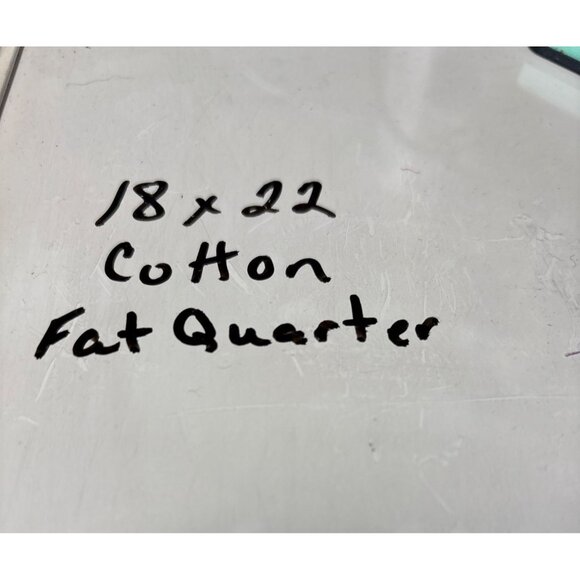 18 x 22
Cotton
Fat Quarter